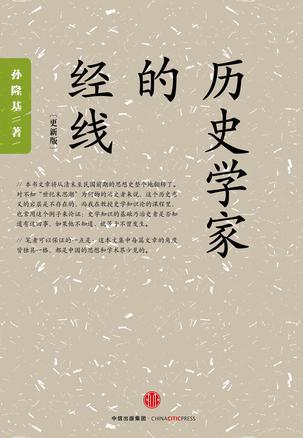 历史学家
的
经线
[更新版]
孙隆基 著
// 本书文章将从清末至民国前期的思想史整个地翻转了。
对不知“世纪末思潮”为何物的治史者来说，这个历史意
义的空层是不存在的，而我在教授史学知识论的课程里，
也常用这个例子来论证：史学知识的基础乃治史者是否知
道有这回事，如果他不知道，就等于不曾发生。
// 笔者可以保证的一点是：这本文集中每篇文章的角度
皆独具一格，都是中国的思想和学术界少见的。
中信出版集团·CHINACITICPRESS